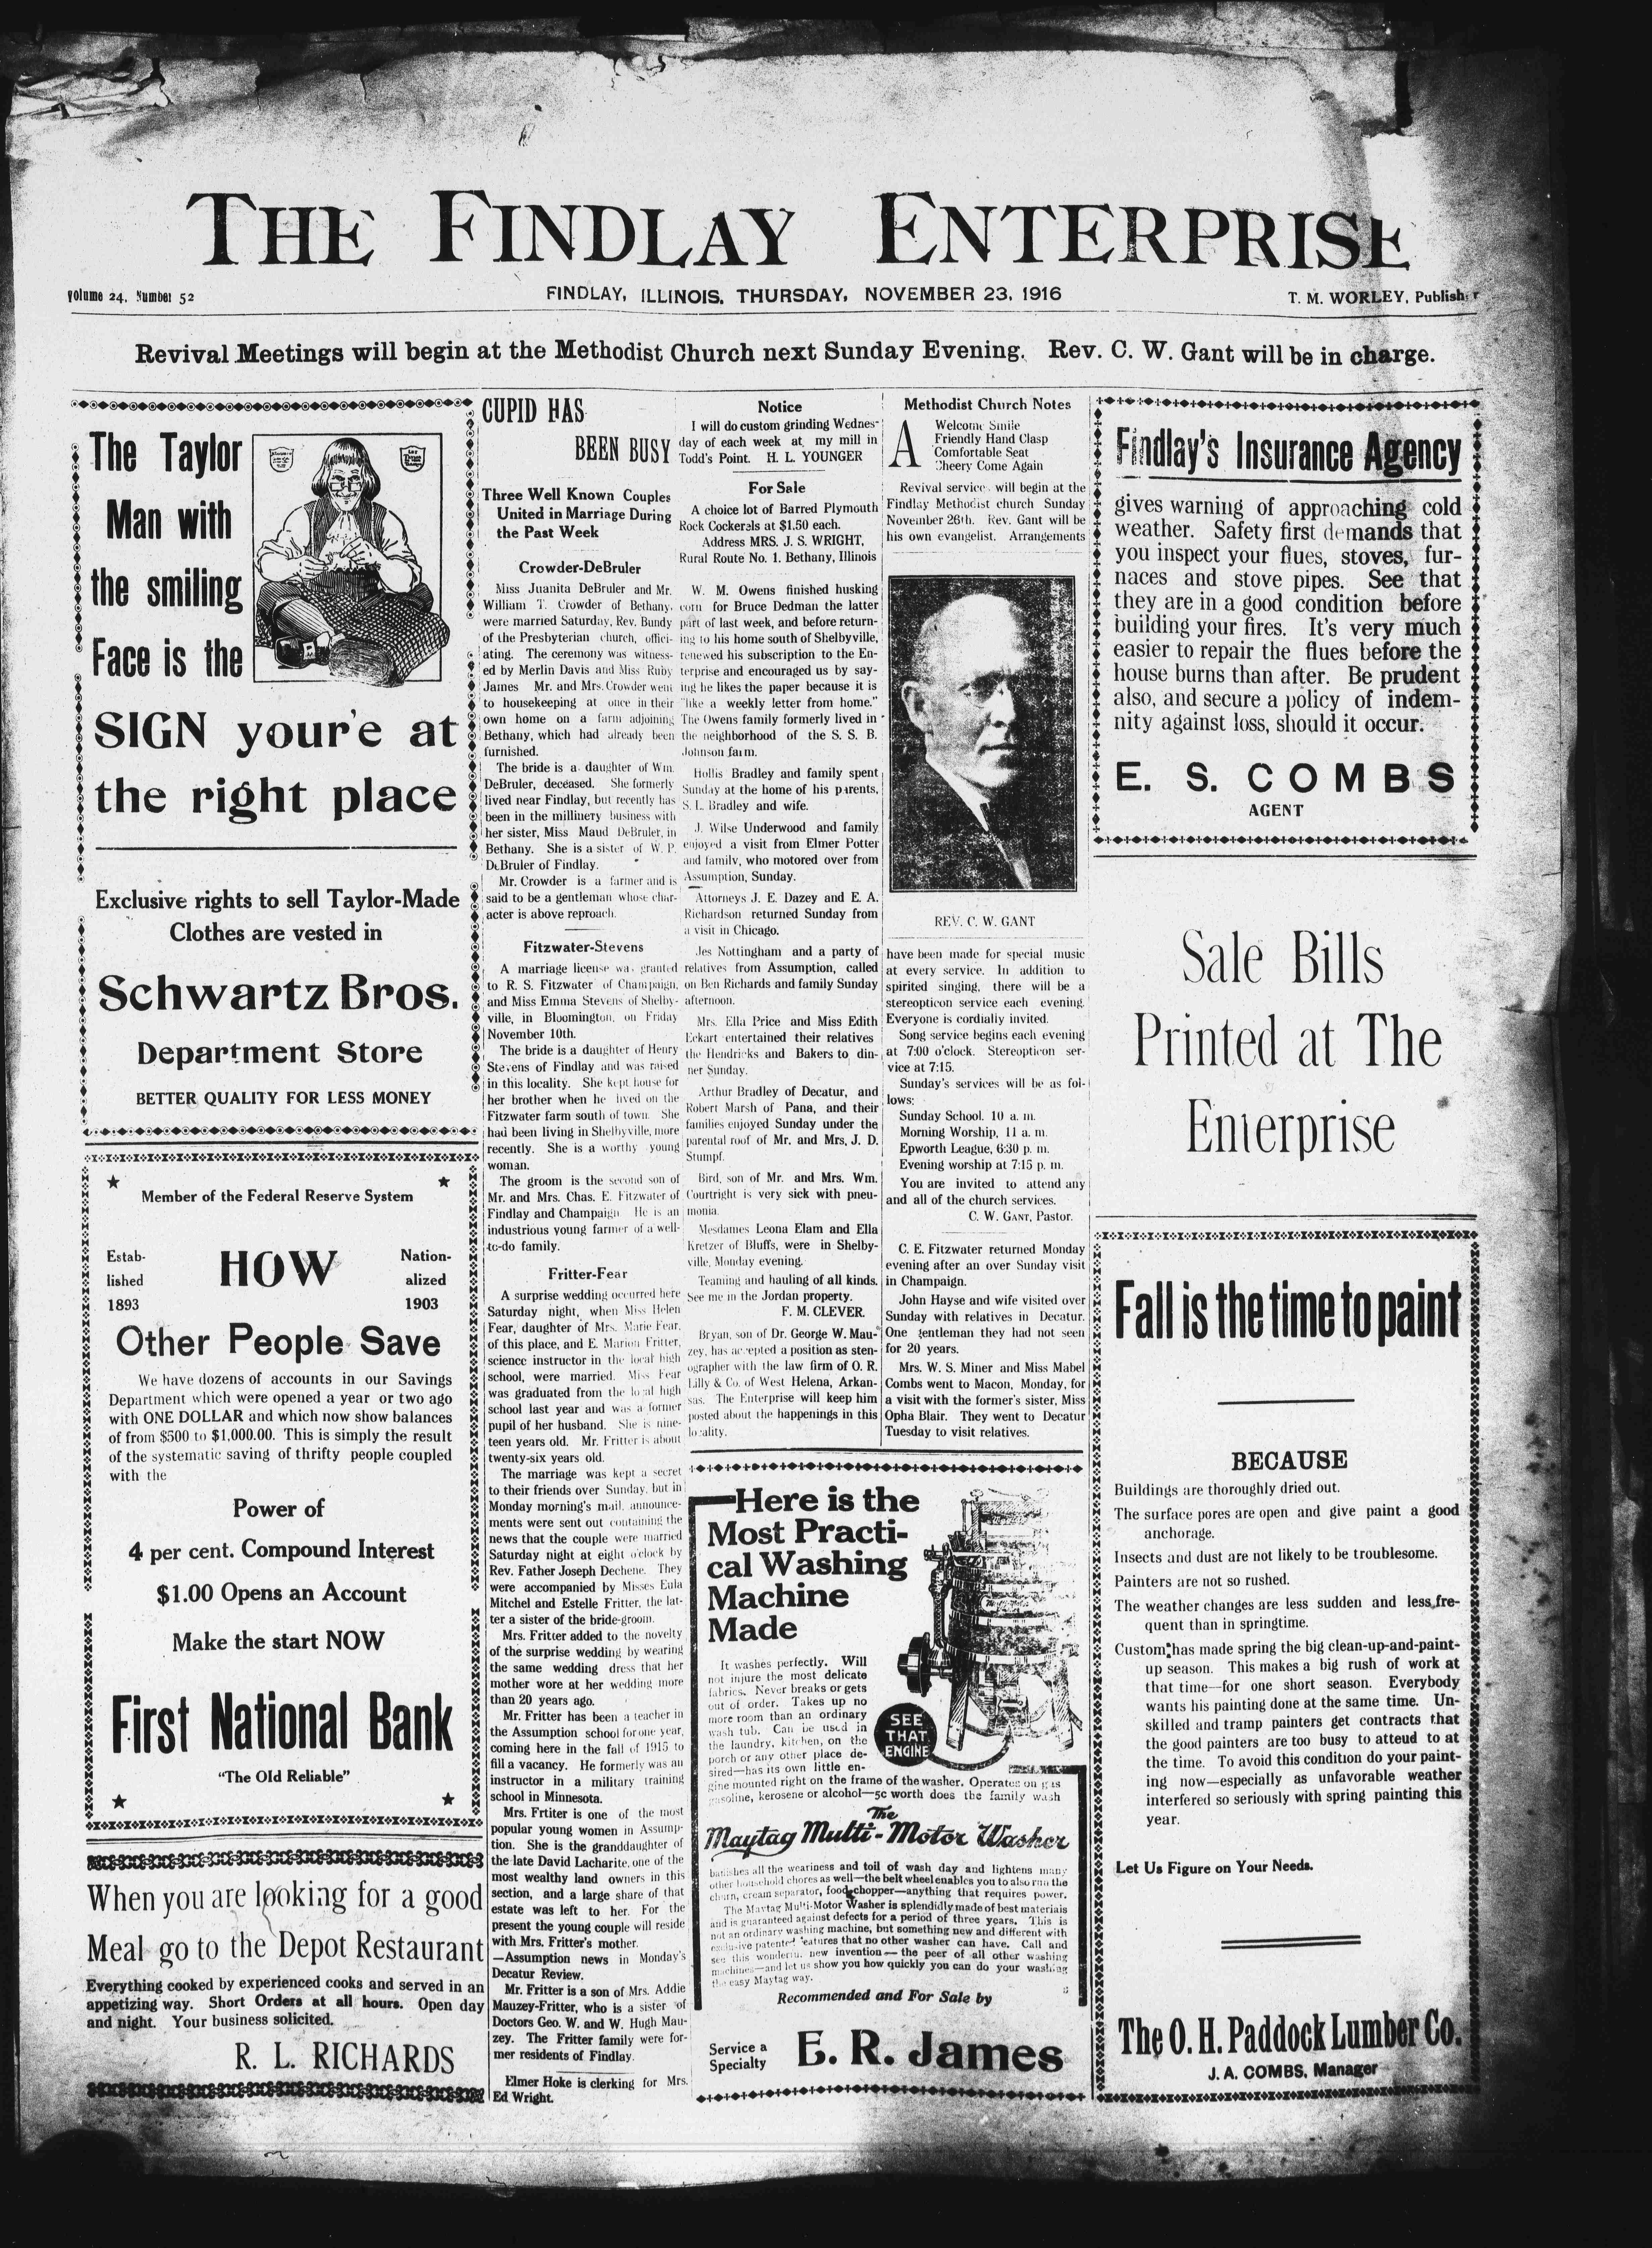 THE FINDLAY ENTERPRISE
Volume 24, Number 52
FINDLAY, ILLINOIS, THURSDAY, NOVEMBER 23, 1916
T. M. WORLEY, Publisher
Revival Meetings will begin at the Methodist Church next Sunday Evening. Rev. C. W. Gant will be in charge.
The Taylor
Man with
the smiling
Face is the
SIGN your'e at
the right place
Exclusive rights to sell Taylor-Made
Clothes are vested in
Schwartz Bros.
Department Store
BETTER QUALITY FOR LESS MONEY
Member of the Federal Reserve System
Estab-
lished
1893
HOW
Nation-
alized
1903
Other People Save
We have dozens of accounts in our Savings
Department which were opened a year or two ago
with ONE DOLLAR and which now show balances
of from $500 to $1,000.00. This is simply the result
of the systematic saving of thrifty people coupled
with the
Power of
4 per cent. Compound Interest
$1.00 Opens an Account
Make the start NOW
First National Bank
"The Old Reliable"
When you are looking for a good
Meal go to the Depot Restaurant
Everything cooked by experienced cooks and served in an
appetizing way. Short Orders at all hours. Open day
and night. Your business solicited.
R. L. RICHARDS
CUPID HAS
BEEN BUSY
Three Well Known Couples
United in Marriage During
the Past Week
Crowder-DeBruler
Miss Juanita DeBruler and Mr.
William T. Crowder of Bethany,
were married Saturday, Rev. Bundy
of the Presbyterian church, offici-
ating. The ceremony was witness-
ed by Merlin Davis and Miss Ruby
James Mr. and Mrs. Crowder went
to housekeeping at once in their
own home on a farm adjoining
Bethany, which had already been
furnished.
The bride is a daughter of Wm.
DeBruler, deceased. She formerly
lived near Findlay, but recently has
been in the millinery business with
her sister, Miss Maud DeBruler, in
Bethany. She is a sister of W. P.
DeBruler of Findlay.
Mr. Crowder is a farmer and is
said to be a gentleman whose char-
acter is above reproach.
Fitzwater-Stevens
A marriage license was granted
to R. S. Fitzwater of Champaign,
and Miss Emma Stevens of Shelby-
ville, in Bloomington, on Friday
November 10th.
The bride is a daughter of Henry
Stevens of Findlay and was raised
in this locality. She kept house for
her brother when he lived on the
Fitzwater farm south of town. She
had been living in Shelbyville, more
recently. She is a worthy young
woman.
The groom is the second son of
Mr. and Mrs. Chas. E. Fitzwater of
Findlay and Champaign He is an
industrious young farmer of a well-
to-do family.
Fritter-Fear
A surprise wedding occurred here
Saturday night, when Miss Helen
Fear, daughter of Mrs. Marie Fear,
of this place, and E. Marion Fritter,
science instructor in the local high
school, were married. Miss Fear
was graduated from the local high
school last year and was a former
pupil of her husband. She is nine-
teen years old. Mr. Fritter is about
twenty-six years old.
The marriage was kept a secret
to their friends over Sunday, but in
Monday morning's mail, announce-
ments were sent out containing the
news that the couple were married
Saturday night at eight o'clock by
Rev. Father Joseph Dechene. They
were accompanied by Misses Eula
Mitchel and Estelle Fritter, the lat-
ter a sister of the bride-groom.
Mrs. Fritter added to the novelty
of the surprise wedding by wearing
the same wedding dress that her
mother wore at her wedding more
than 20 years ago.
Mr. Fritter has been a teacher in
the Assumption school for one year,
coming here in the fall of 1915 to
fill a vacancy. He formerly was an
instructor in a military training
school in Minnesota.
Mrs. Frtiter is one of the most
popular young women in Assump-
tion. She is the granddaughter of
the late David Lacharite, one of the
most wealthy land owners in this
section, and a large share of that
estate was left to her. For the
present the young couple will reside
with Mrs. Fritter's mother.
—Assumption news in Monday's
Decatur Review.
Mr. Fritter is a son of Mrs. Addie
Mauzey-Fritter, who is a sister of
Doctors Geo. W. and W. Hugh Mau-
zey. The Fritter family were for-
mer residents of Findlay.
Elmer Hoke is clerking for Mrs.
Ed Wright.
Notice
I will do custom grinding Wednes-
day of each week at my mill in
Todd's Point. H. L. YOUNGER
For Sale
A choice lot of Barred Plymouth
Rock Cockerels at $1.50 each.
Address MRS. J. S. WRIGHT,
Rural Route No. 1. Bethany, Illinois
W. M. Owens finished husking
corn for Bruce Dedman the latter
part of last week, and before return-
ing to his home south of Shelbyville,
renewed his subscription to the En-
terprise and encouraged us by say-
ing he likes the paper because it is
"like a weekly letter from home."
The Owens family formerly lived in
the neighborhood of the S. S. B.
Johnson farm.
Hollis Bradley and family spent
Sunday at the home of his parents,
S. L. Bradley and wife.
J. Wilse Underwood and family
enjoyed a visit from Elmer Potter
and family, who motored over from
Assumption, Sunday.
Attorneys J. E. Dazey and E. A.
Richardson returned Sunday from
a visit in Chicago.
Jes Nottingham and a party of
relatives from Assumption, called
on Ben Richards and family Sunday
afternoon.
Mrs. Ella Price and Miss Edith
Eckart entertained their relatives
the Hendricks and Bakers to din-
ner Sunday.
Arthur Bradley of Decatur, and
Robert Marsh of Pana, and their
families enjoyed Sunday under the
parental roof of Mr. and Mrs, J. D.
Stumpf.
Bird, son of Mr. and Mrs. Wm.
Courtright is very sick with pneu-
monia.
Mesdames Leona Elam and Ella
Kretzer of Bluffs, were in Shelby-
ville, Monday evening.
Teaming and hauling of all kinds.
See me in the Jordan property.
F. M. CLEVER.
Bryan, son of Dr. George W. Mau-
zey, has accepted a position as sten-
ographer with the law firm of O. R.
Lilly & Co. of West Helena, Arkan-
sas. The Enterprise will keep him
posted about the happenings in this
locality.
Methodist Church Notes
A
Welcome Smile
Friendly Hand Clasp
Comfortable Seat
Cheery Come Again
Revival service will begin at the
Findlay Methodist church Sunday
November 26th. Rev. Gant will be
his own evangelist. Arrangements
REV. C. W. GANT
have been made for special music
at every service. In addition to
spirited singing, there will be a
stereopticon service each evening.
Everyone is cordially invited.
Song service begins each evening
at 7:00 o'clock. Stereopticon ser-
vice at 7:15.
Sunday's services will be as fol-
lows:
Sunday School, 10 a. m.
Morning Worship, 11 a. m.
Epworth League, 6:30 p. m.
Evening worship at 7:15 p. m.
You are invited to attend any
and all of the church services.
C. W. GANT, Pastor.
C. E. Fitzwater returned Monday
evening after an over Sunday visit
in Champaign.
John Hayse and wife visited over
Sunday with relatives in Decatur.
One gentleman they had not seen
for 20 years.
Mrs. W. S. Miner and Miss Mabel
Combs went to Macon, Monday, for
a visit with the former's sister, Miss
Opha Blair. They went to Decatur
Tuesday to visit relatives.
Here is the
Most Practi-
cal Washing
Machine
Made
It washes perfectly. Will
not injure the most delicate
fabrics. Never breaks or gets
out of order. Takes up no
more room than an ordinary
wash tub. Can be used in
the laundry, kitchen, on the
porch or any other place de-
sired—has its own little en-
gine mounted right on the frame of the washer. Operates on gas
gasoline, kerosene or alcohol—5c worth does the family wash
SEE
THAT
ENGINE
The
Maytag Multi-Motor Washer
banishes all the weariness and toil of wash day and lightens many
other household chores as well—the belt wheel enables you to also run the
churn, cream separator, food chopper—anything that requires power.
The Maytag Multi-Motor Washer is splendidly made of best materials
and is guaranteed against defects for a period of three years. This is
not an ordinary washing machine, but something new and different with
exclusive patented features that no other washer can have. Call and
see this wonderful new invention—the peer of all other washing
machines—and let us show you how quickly you can do your washing
the easy Maytag way.
Recommended and For Sale by
Service a
Specialty
E. R. James
Findlay's Insurance Agency
gives warning of approaching cold
weather. Safety first demands that
you inspect your flues, stoves, fur-
naces and stove pipes. See that
they are in a good condition before
building your fires. It's very much
easier to repair the flues before the
house burns than after. Be prudent
also, and secure a policy of indem-
nity against loss, should it occur.
E. S. COMBS
AGENT
Sale Bills
Printed at The
Enterprise
Fall is the time to paint
BECAUSE
Buildings are thoroughly dried out.
The surface pores are open and give paint a good
anchorage.
Insects and dust are not likely to be troublesome.
Painters are not so rushed.
The weather changes are less sudden and less fre-
quent than in springtime.
Custom has made spring the big clean-up-and-paint-
up season. This makes a big rush of work at
that time—for one short season. Everybody
wants his painting done at the same time. Un-
skilled and tramp painters get contracts that
the good painters are too busy to atteud to at
the time. To avoid this condition do your paint-
ing now—especially as unfavorable weather
interfered so seriously with spring painting this
year.
Let Us Figure on Your Needs.
The O. H. Paddock Lumber Co.
J. A. COMBS, Manager